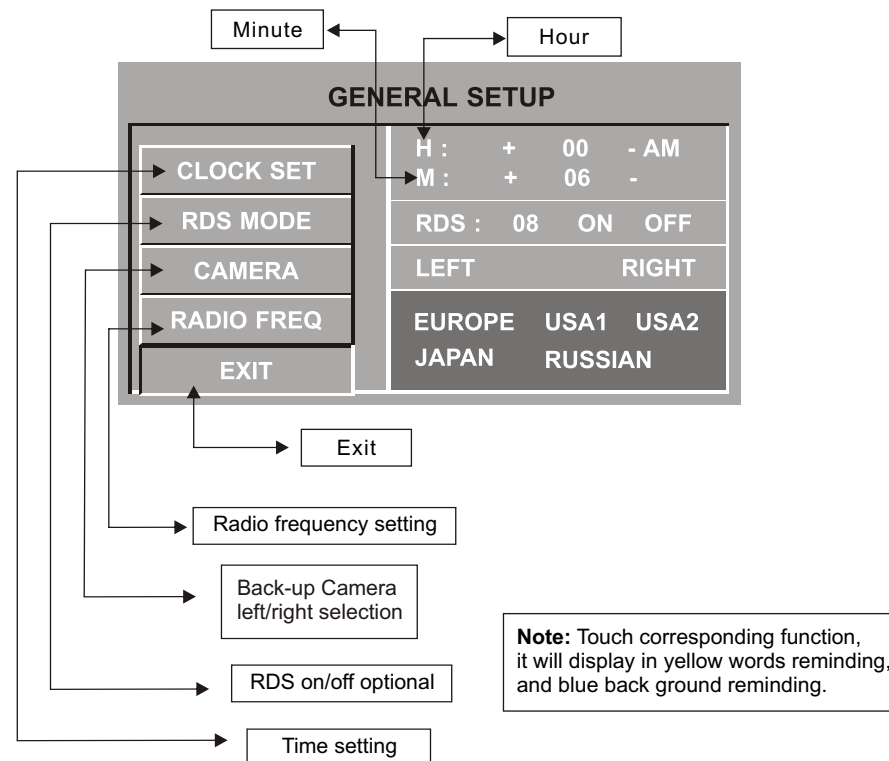 Minute
Hour
GENERAL SETUP
CLOCK SET
RDS MODE
CAMERA
RADIO FREQ
EXIT
H : + 00 - AM
M : + 06 -
RDS : 08 ON OFF
LEFT RIGHT
EUROPE USA1 USA2
JAPAN RUSSIAN
Exit
Radio frequency setting
Back-up Camera
left/right selection
RDS on/off optional
Time setting
Note: Touch corresponding function,
it will display in yellow words reminding,
and blue back ground reminding.